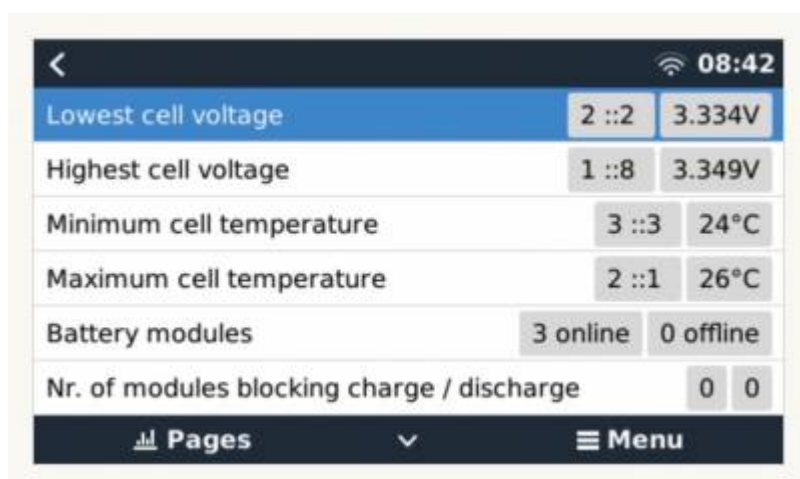 08:42
Lowest cell voltage 2 ::2 3.334V
Highest cell voltage 1 ::8 3.349V
Minimum cell temperature 3 ::3 24°C
Maximum cell temperature 2 ::1 26°C
Battery modules 3 online 0 offline
Nr. of modules blocking charge / discharge 0 0
Pages Menu